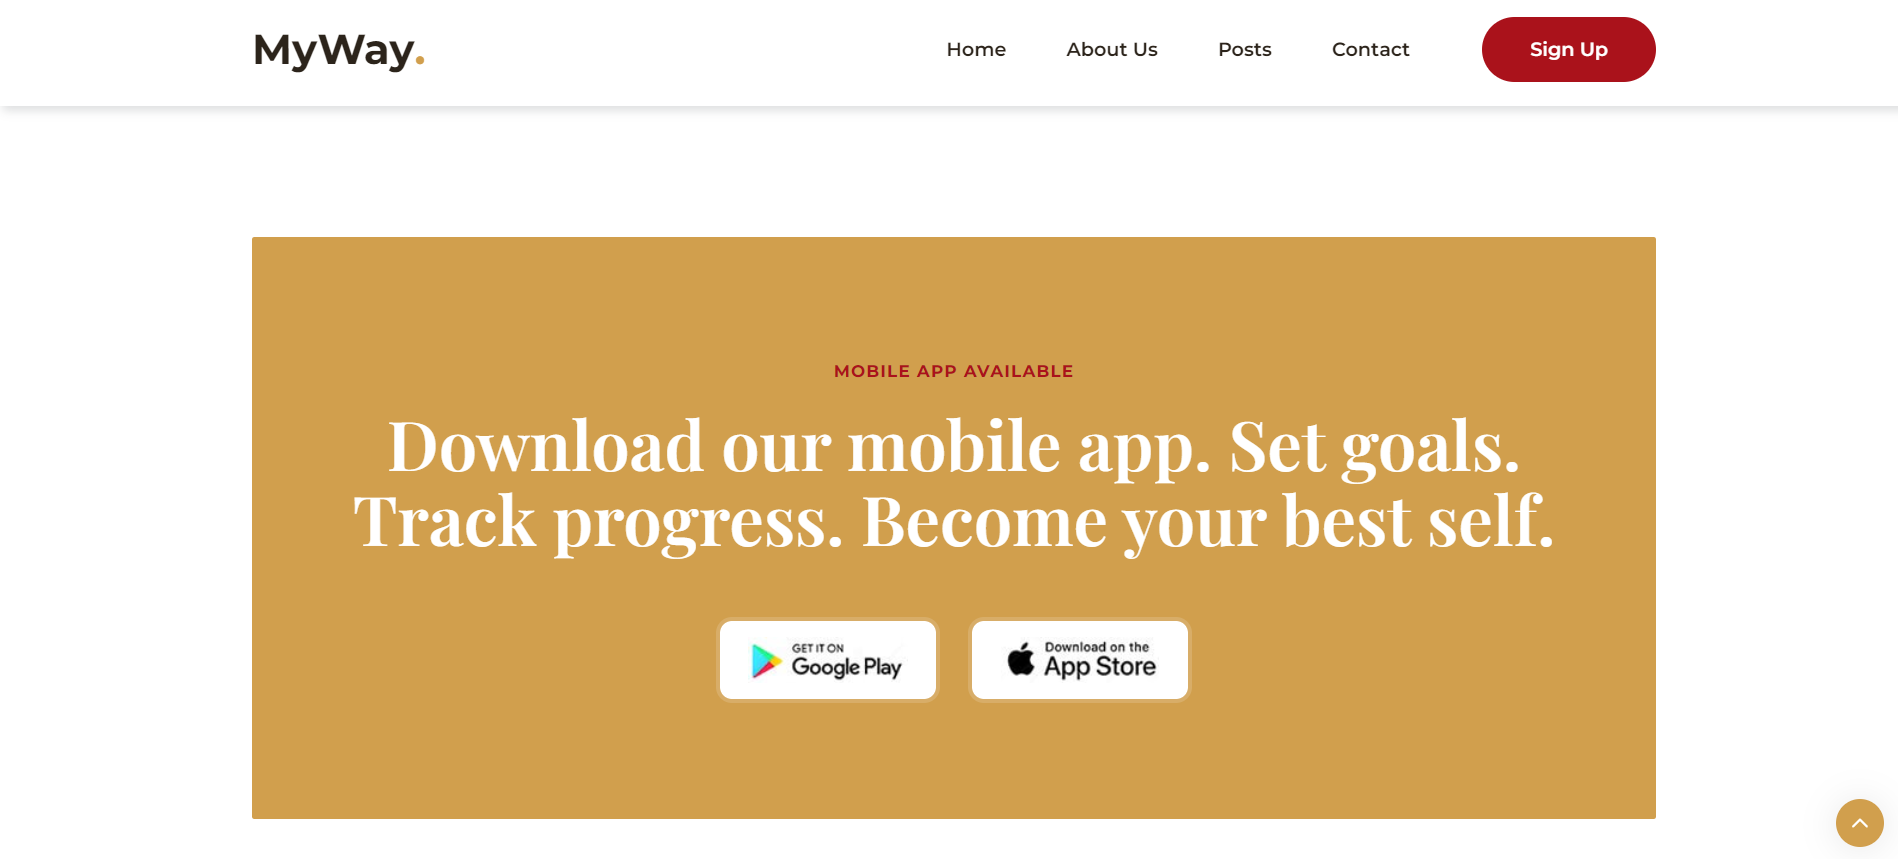 MyWay.
Home
About Us
Posts
Contact
Sign Up
MOBILE APP AVAILABLE
Download our mobile app. Set goals.
Track progress. Become your best self.
GET IT ON
Google Play
Download on the
App Store